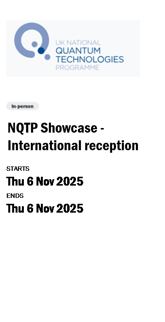 UK NATIONAL
QUANTUM
TECHNOLOGIES
PROGRAMME
In-person
NQTP Showcase -
International reception
STARTS
Thu 6 Nov 2025
ENDS
Thu 6 Nov 2025